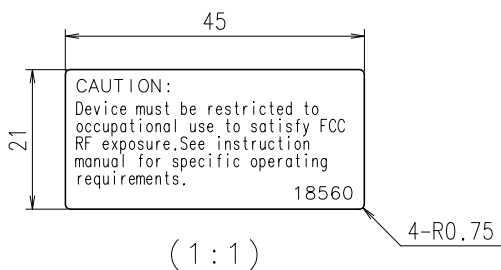 45
21
CAUTION:
Device must be restricted to
occupational use to satisfy FCC
RF exposure.See instruction
manual for specific operating
requirements.
18560
4-R0.75
(1:1)